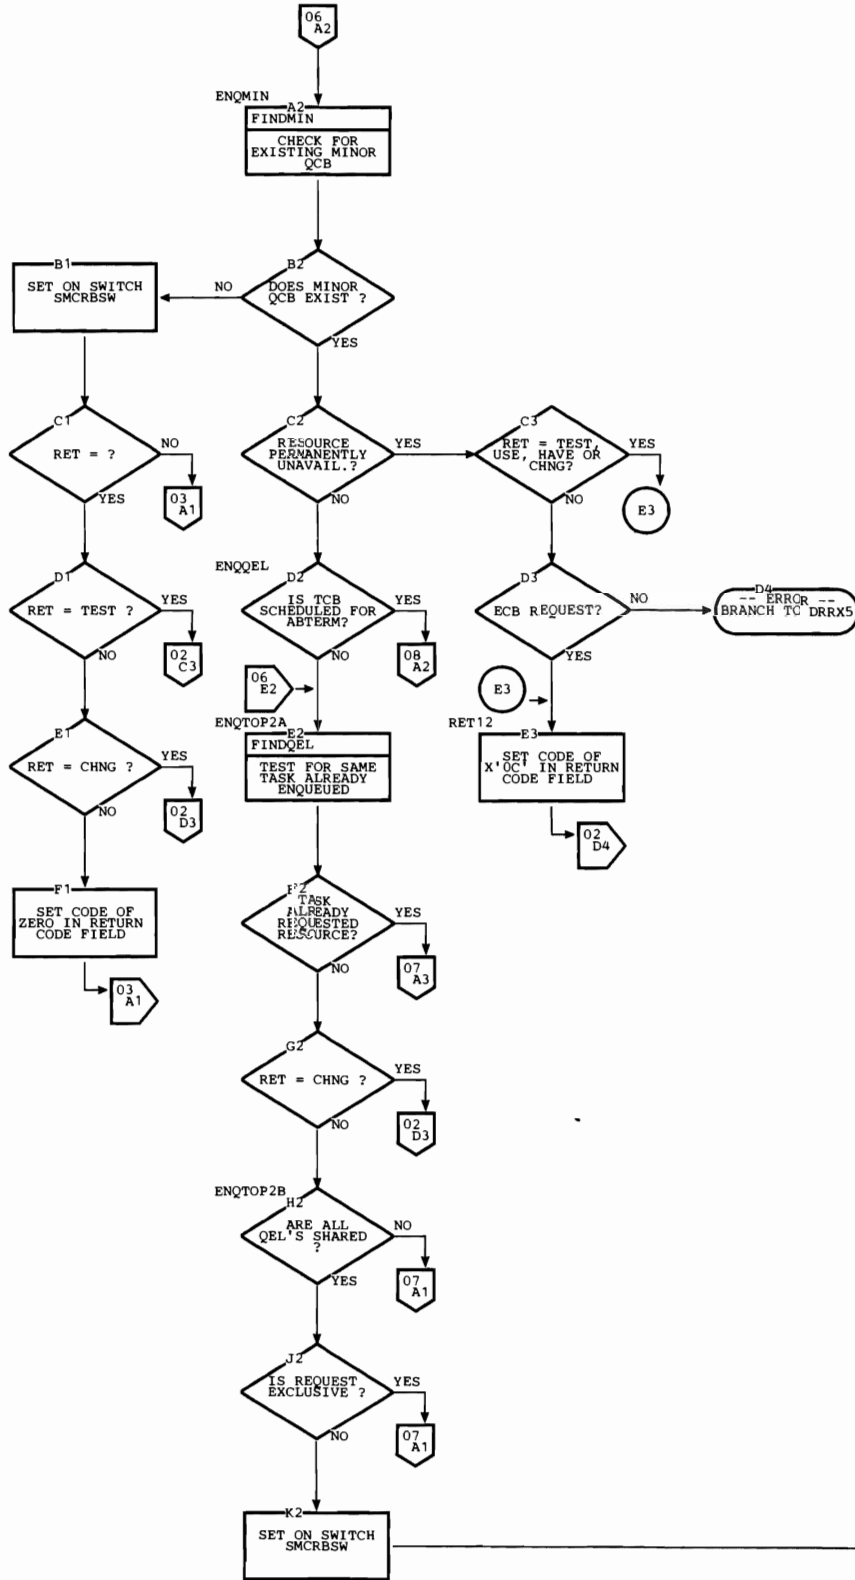 06
A2
ENQMIN
A2
FINDMIN
CHECK FOR
EXISTING MINOR
QCB
B1
SET ON SWITCH
SMCRBSW
NO
B2
DOES MINOR
QCB EXIST ?
YES
C1
RET = ?
NO
YES
03
A1
C2
RESOURCE
PERMANENTLY
UNAVAIL.?
YES
NO
C3
RET = TEST,
USE, HAVE OR
CHNG?
YES
NO
E3
D1
RET = TEST ?
YES
NO
02
C3
ENQQEL
D2
IS TCB
SCHEDULED FOR
ABTERM?
YES
NO
08
A2
D3
ECB REQUEST?
NO
YES
D4
-- ERROR --
BRANCH TO DRRX5
06
E2
E3
E1
RET = CHNG ?
YES
NO
02
D3
ENQTOP2A
E2
FINDQEL
TEST FOR SAME
TASK ALREADY
ENQUEUED
RET12
E3
SET CODE OF
X'0C' IN RETURN
CODE FIELD
02
D4
F1
SET CODE OF
ZERO IN RETURN
CODE FIELD
03
A1
F2
TASK
ALREADY
REQUESTED
RESOURCE?
YES
NO
07
A3
G2
RET = CHNG ?
YES
NO
02
D3
ENQTOP2B
H2
ARE ALL
QEL'S SHARED
?
NO
YES
07
A1
J2
IS REQUEST
EXCLUSIVE ?
YES
NO
07
A1
K2
SET ON SWITCH
SMCRBSW